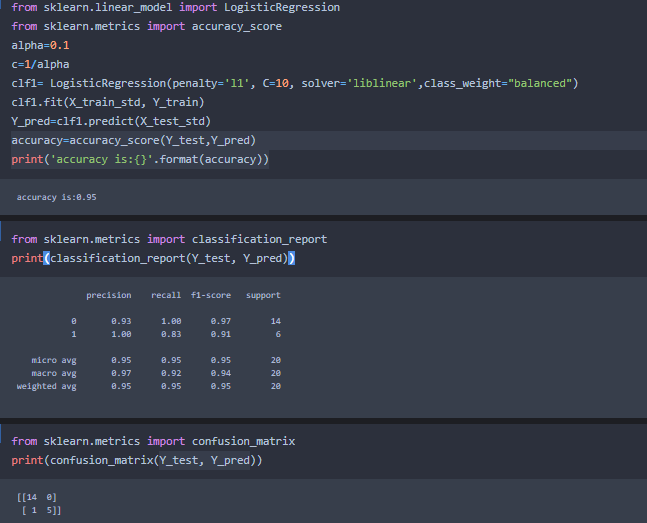 from sklearn.linear_model import LogisticRegression
from sklearn.metrics import accuracy_score
alpha=0.1
c=1/alpha
clf1= LogisticRegression(penalty='l1', C=10, solver='liblinear',class_weight="balanced")
clf1.fit(X_train_std, Y_train)
Y_pred=clf1.predict(X_test_std)
accuracy=accuracy_score(Y_test,Y_pred)
print('accuracy is:{}'.format(accuracy))
accuracy is:0.95
from sklearn.metrics import classification_report
print(classification_report(Y_test, Y_pred))
precision recall f1-score support
0 0.93 1.00 0.97 14
1 1.00 0.83 0.91 6
micro avg 0.95 0.95 0.95 20
macro avg 0.97 0.92 0.94 20
weighted avg 0.95 0.95 0.95 20
from sklearn.metrics import confusion_matrix
print(confusion_matrix(Y_test, Y_pred))
[[14 0]
[ 1 5]]